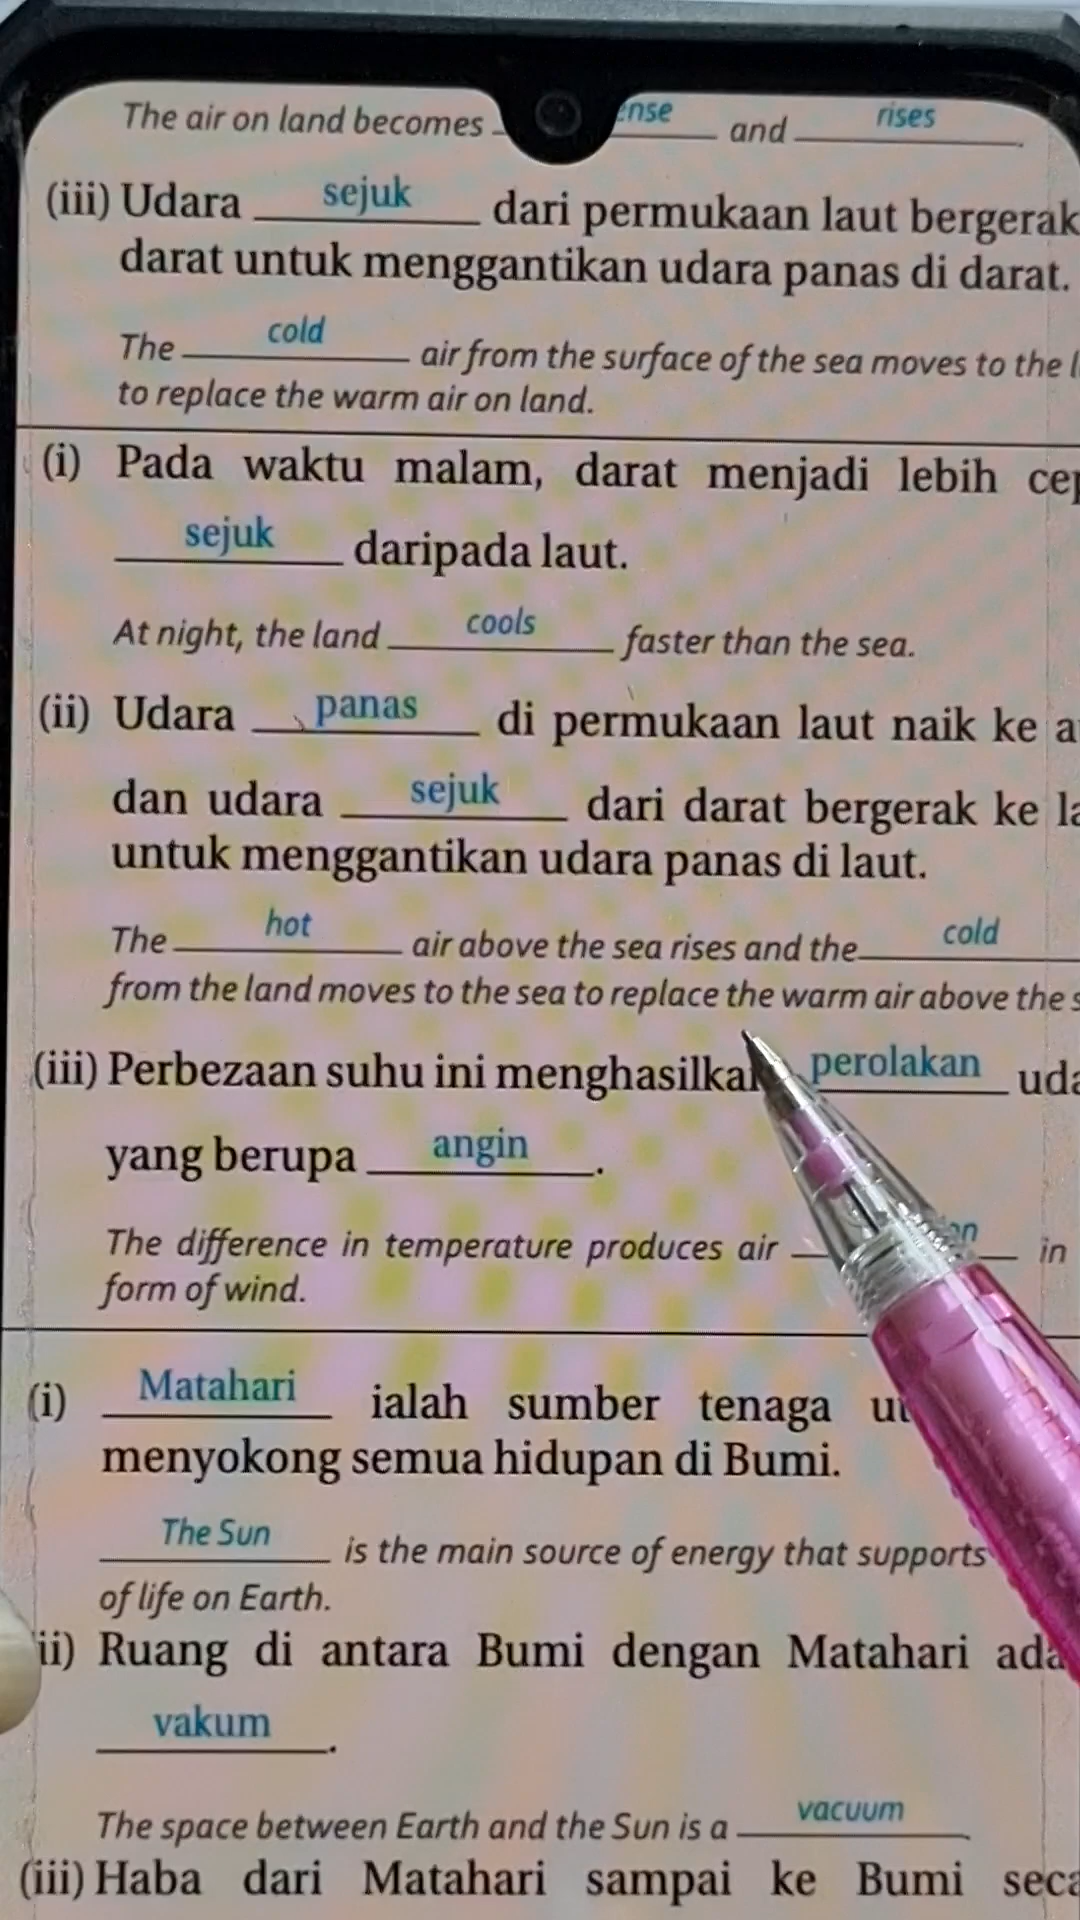 The air on land becomes and rises.
(iii) Udara sejuk dari permukaan laut bergerak
darat untuk menggantikan udara panas di darat.
The cold air from the surface of the sea moves to the
to replace the warm air on land.
(i) Pada waktu malam, darat menjadi lebih
sejuk daripada laut.
At night, the land cools faster than the sea.
(ii) Udara panas di permukaan laut naik ke
dan udara sejuk dari darat bergerak ke
untuk menggantikan udara panas di laut.
The hot air above the sea rises and the cold
from the land moves to the sea to replace the warm air above the
(iii) Perbezaan suhu ini perolakan
yang berupa angin.
The difference in temperature produces air in
form of wind.
(i) Matahari ialah sumber tenaga
menyokong semua hidupan di Bumi.
The Sun is the main source of energy that supports
of life on Earth.
ii) Ruang di antara Bumi dengan Matahari
vakum.
The space between Earth and the Sun is a vacuum.
(iii) Haba dari Matahari sampai ke Bumi